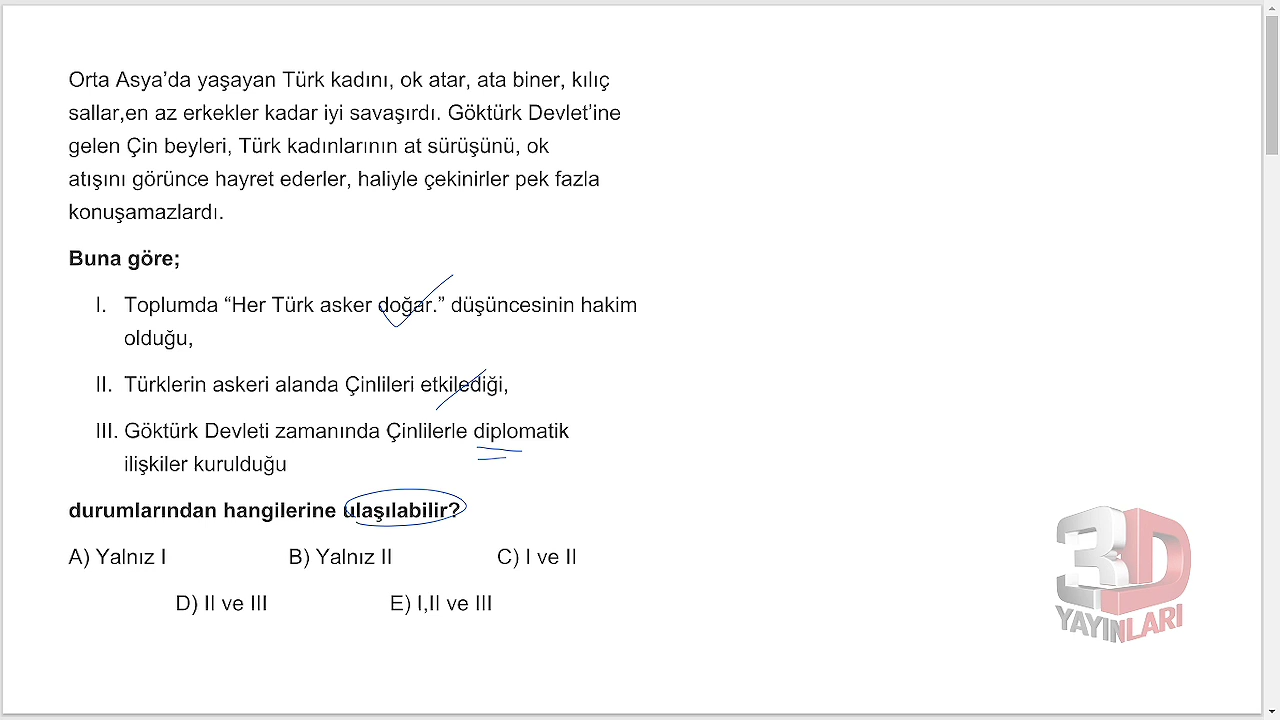 Orta Asya’da yaşayan Türk kadını, ok atar, ata biner, kılıç
sallar,en az erkekler kadar iyi savaşırdı. Göktürk Devlet’ine
gelen Çin beyleri, Türk kadınlarının at sürüşünü, ok
atışını görünce hayret ederler, haliyle çekinirler pek fazla
konuşamazlardı.
Buna göre;
I. Toplumda “Her Türk asker doğar.” düşüncesinin hakim
olduğu,
II. Türklerin askeri alanda Çinlileri etkilediği,
III. Göktürk Devleti zamanında Çinlilerle diplomatik
ilişkiler kurulduğu
durumlarından hangilerine ulaşılabilir?
A) Yalnız I B) Yalnız II C) I ve II
D) II ve III E) I,II ve III
3D
YAYINLARI